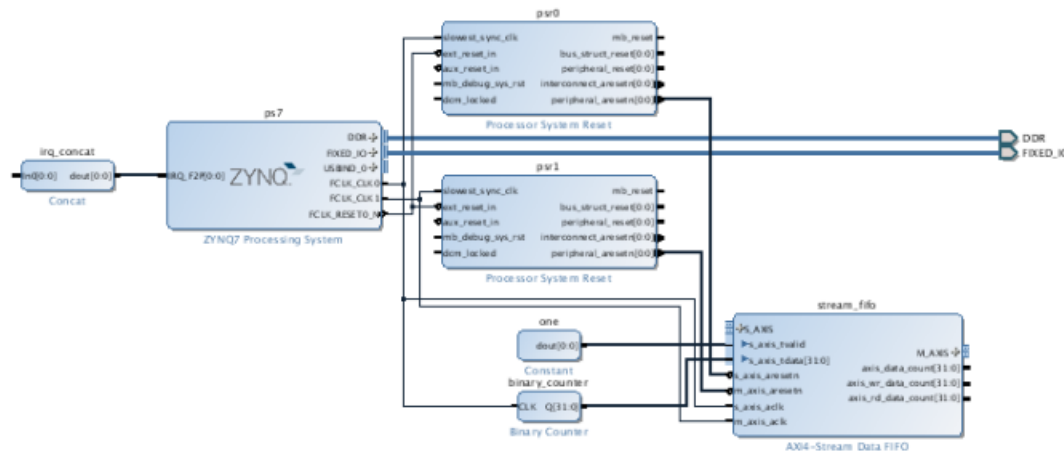 psr0
slowest_sync_clk
ext_reset_in
aux_reset_in
mb_debug_sys_rst
dcm_locked
mb_reset
bus_struct_reset[0:0]
peripheral_reset[0:0]
interconnect_aresetn[0:0]
peripheral_aresetn[0:0]
Processor System Reset
irq_concat
In0[0:0]
dout[0:0]
Concat
ps7
IRQ_F2P[0:0]
ZYNQ
DDR
FIXED_IO
USBIND_0
FCLK_CLK0
FCLK_CLK1
FCLK_RESET0_N
ZYNQ7 Processing System
DDR
FIXED_IO
psr1
slowest_sync_clk
ext_reset_in
aux_reset_in
mb_debug_sys_rst
dcm_locked
mb_reset
bus_struct_reset[0:0]
peripheral_reset[0:0]
interconnect_aresetn[0:0]
peripheral_aresetn[0:0]
Processor System Reset
one
dout[0:0]
Constant
binary_counter
CLK
Q[31:0]
Binary Counter
stream_fifo
S_AXIS
s_axis_tvalid
s_axis_tdata[31:0]
s_axis_aresetn
m_axis_aresetn
s_axis_aclk
m_axis_aclk
M_AXIS
axis_data_count[31:0]
axis_wr_data_count[31:0]
axis_rd_data_count[31:0]
AXI4-Stream Data FIFO